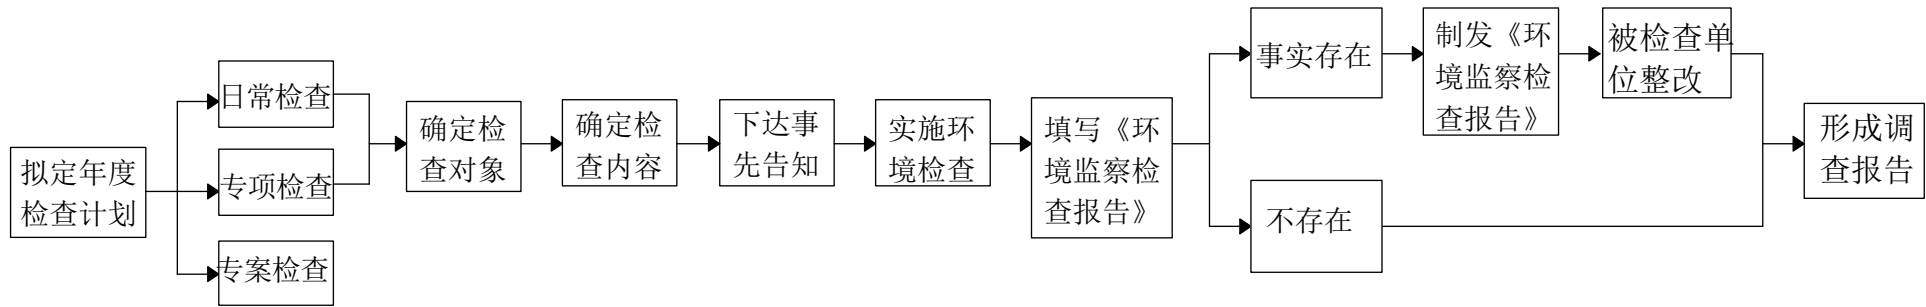 拟定年度
检查计划
日常检查
专项检查
专案检查
确定检
查对象
确定检
查内容
下达事
先告知
实施环
境检查
填写《环
境监察检
查报告》
事实存在
不存在
制发《环
境监察检
查报告》
被检查单
位整改
形成调
查报告